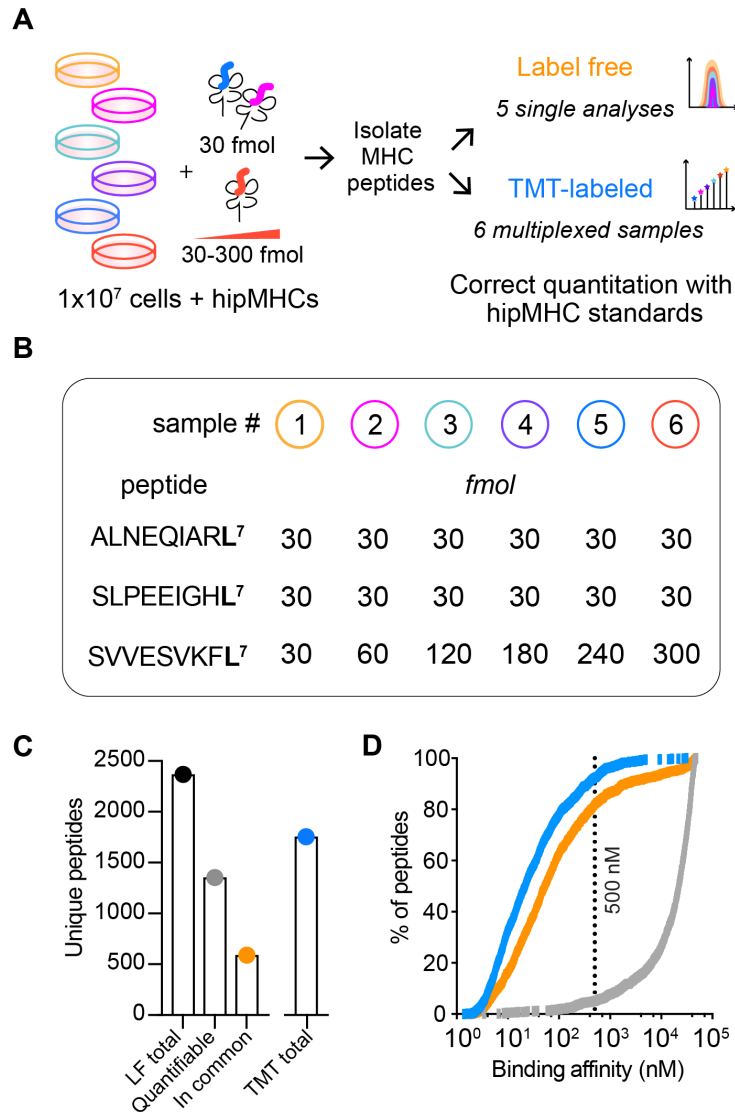 A
Label free
5 single analyses
30 fmol
+
30-300 fmol
Isolate
MHC
peptides
TMT-labeled
6 multiplexed samples
1x10⁷ cells + hipMHCs
Correct quantitation with
hipMHC standards
B
sample # 1 2 3 4 5 6
peptide fmol
ALNEQIARL⁷ 30 30 30 30 30 30
SLPEEIGHL⁷ 30 30 30 30 30 30
SVVESVKFL⁷ 30 60 120 180 240 300
C
Unique peptides
2500
2000
1500
1000
500
0
LF total
Quantifiable
In common
TMT total
D
% of peptides
100
80
60
40
20
0
500 nM
10⁰ 10¹ 10² 10³ 10⁴ 10⁵
Binding affinity (nM)